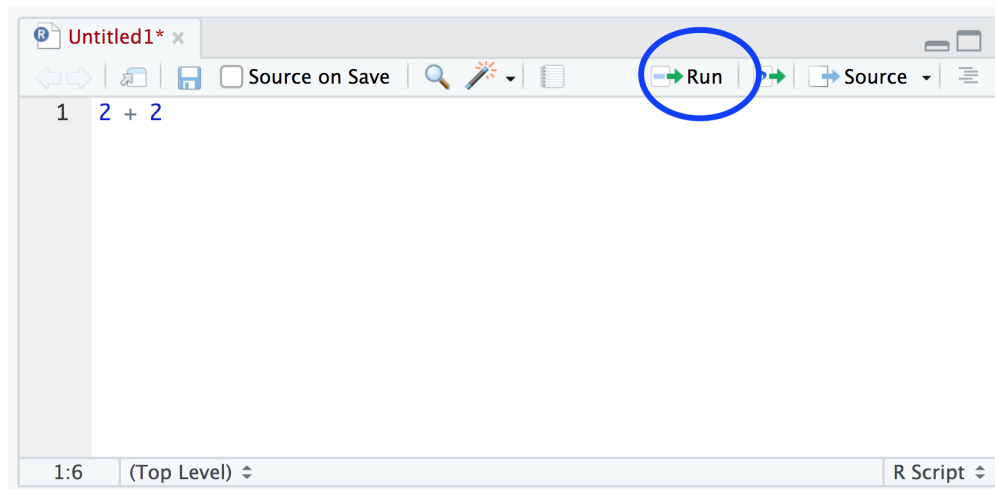 R Untitled1*
Source on Save Run Source
1 2 + 2
1:6 (Top Level) R Script